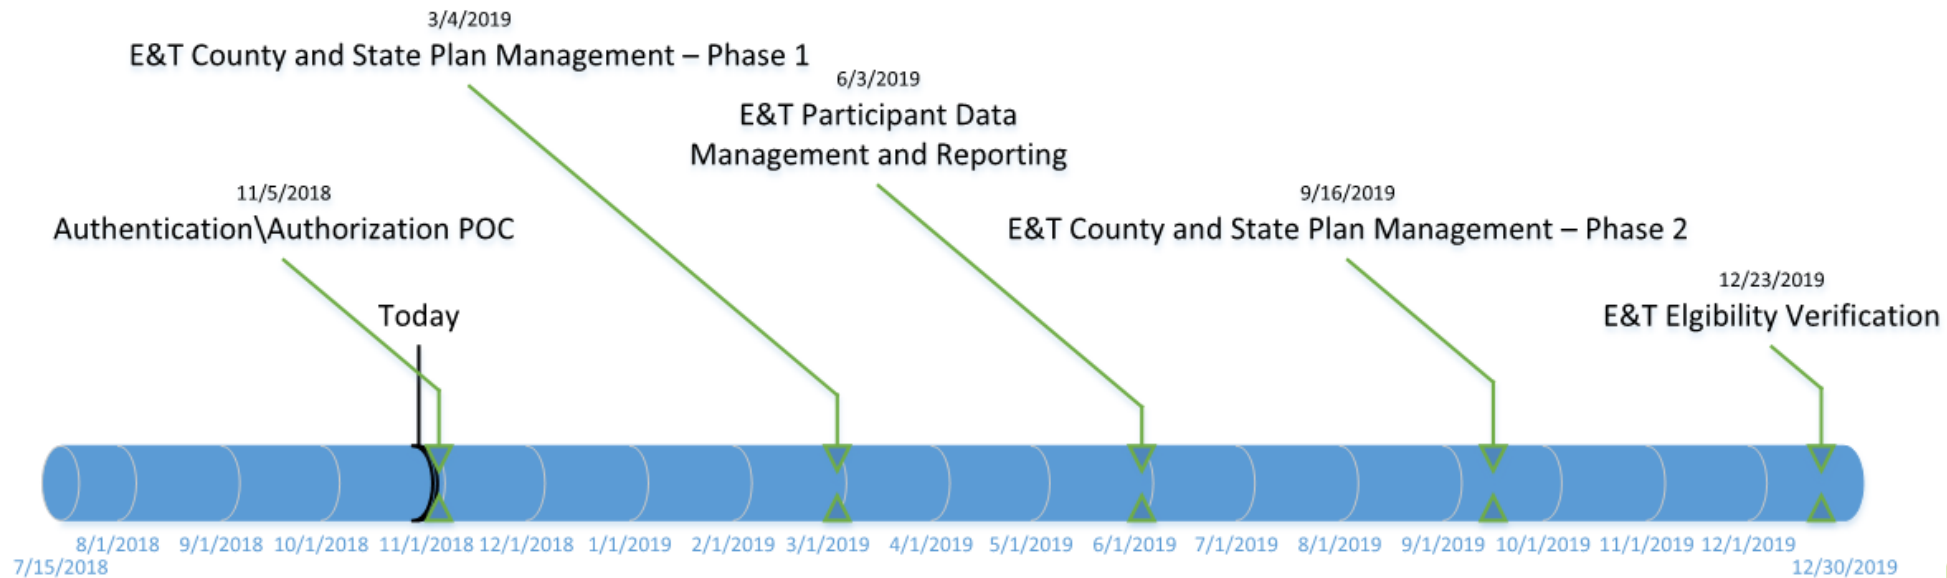 3/4/2019
E&T County and State Plan Management – Phase 1
6/3/2019
E&T Participant Data
Management and Reporting
11/5/2018
Authentication\Authorization POC
9/16/2019
E&T County and State Plan Management – Phase 2
12/23/2019
E&T Elgibility Verification
Today
8/1/2018 9/1/2018 10/1/2018 11/1/2018 12/1/2018 1/1/2019 2/1/2019 3/1/2019 4/1/2019 5/1/2019 6/1/2019 7/1/2019 8/1/2019 9/1/2019 10/1/2019 11/1/2019 12/1/2019
7/15/2018 12/30/2019